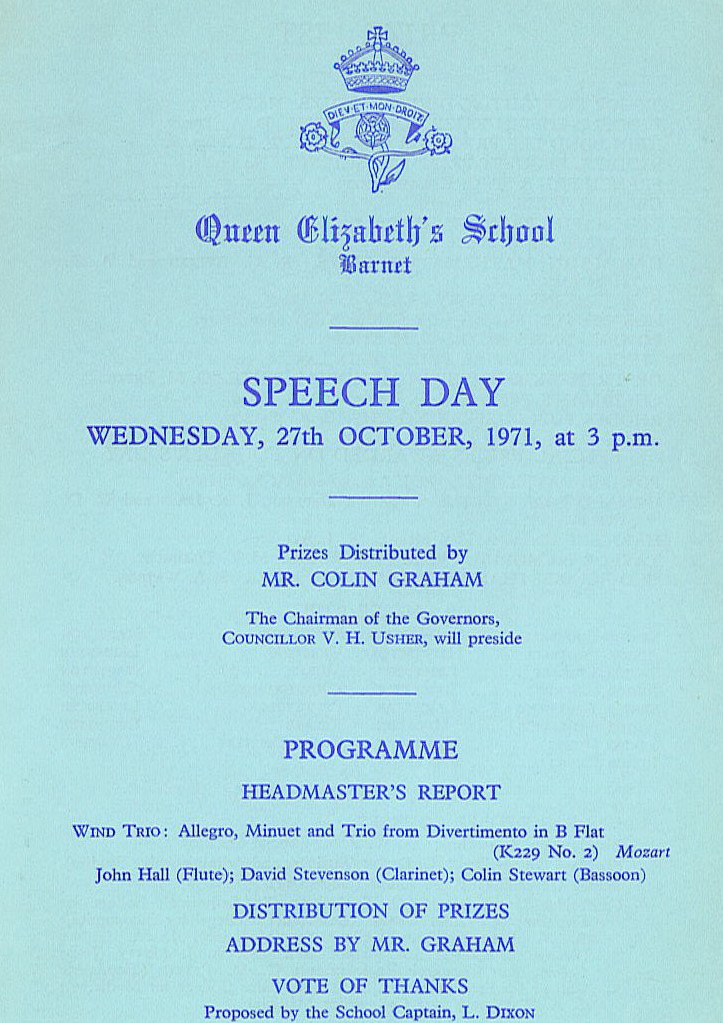 DIEV·ET·MON·DROIT
Queen Elizabeth's School
Barnet
SPEECH DAY
WEDNESDAY, 27th OCTOBER, 1971, at 3 p.m.
Prizes Distributed by
MR. COLIN GRAHAM
The Chairman of the Governors,
COUNCILLOR V. H. USHER, will preside
PROGRAMME
HEADMASTER'S REPORT
WIND TRIO: Allegro, Minuet and Trio from Divertimento in B Flat
(K229 No. 2) Mozart
John Hall (Flute); David Stevenson (Clarinet); Colin Stewart (Bassoon)
DISTRIBUTION OF PRIZES
ADDRESS BY MR. GRAHAM
VOTE OF THANKS
Proposed by the School Captain, L. DIXON